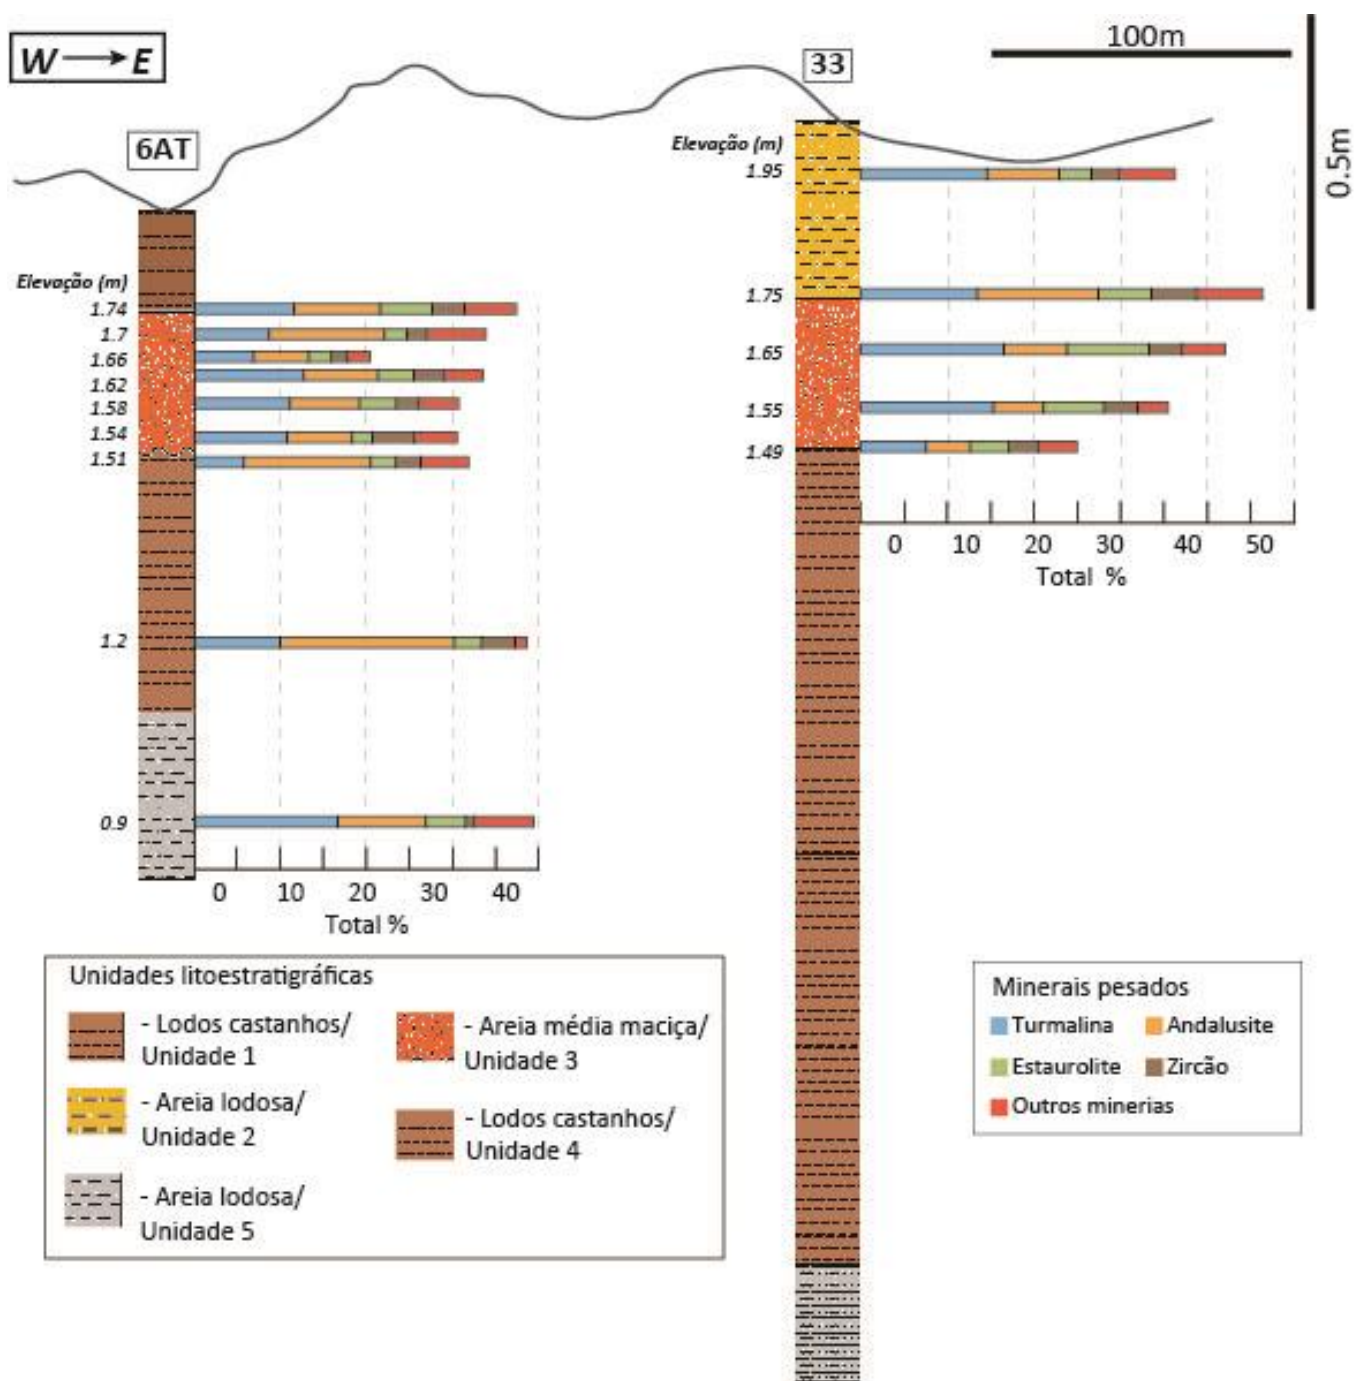 W → E
100m
33
0.5m
6AT
Elevação (m)
1.95
1.75
1.65
1.55
1.49
0 10 20 30 40 50
Total %
Elevação (m)
1.74
1.7
1.66
1.62
1.58
1.54
1.51
1.2
0.9
0 10 20 30 40
Total %
Unidades litoestratigráficas
- Lodos castanhos/
Unidade 1
- Areia lodosa/
Unidade 2
- Areia lodosa/
Unidade 5
- Areia média maciça/
Unidade 3
- Lodos castanhos/
Unidade 4
Minerais pesados
Turmalina Andalusite
Estaurolite Zircão
Outros minerias